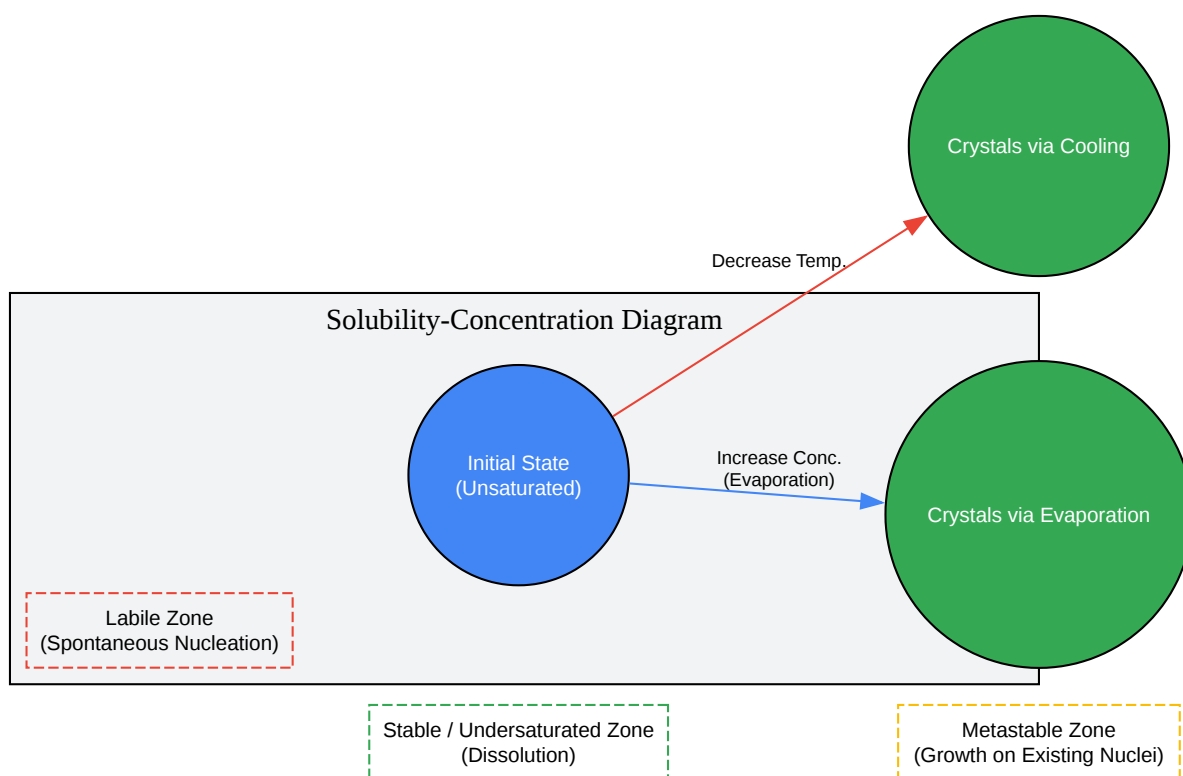 Crystals via Cooling
Decrease Temp.
Solubility-Concentration Diagram
Initial State
(Unsaturated)
Increase Conc.
(Evaporation)
Crystals via Evaporation
Labile Zone
(Spontaneous Nucleation)
Stable / Undersaturated Zone
(Dissolution)
Metastable Zone
(Growth on Existing Nuclei)